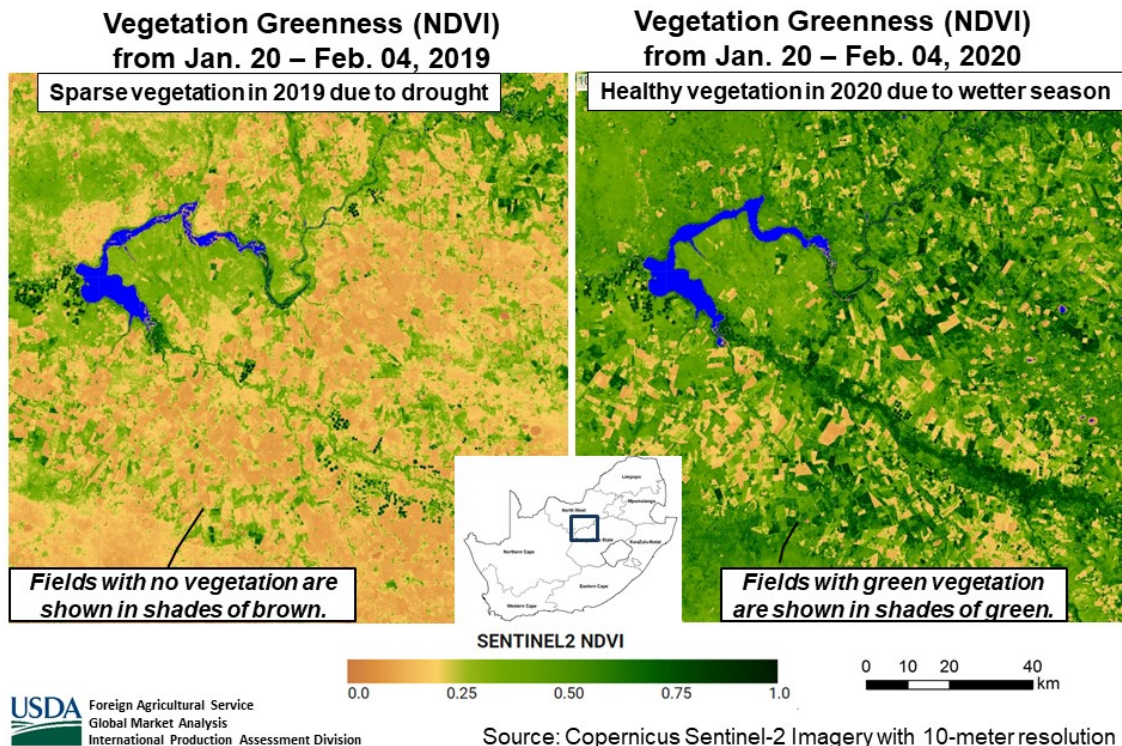 Vegetation Greenness (NDVI)
from Jan. 20 – Feb. 04, 2019
Sparse vegetation in 2019 due to drought
Vegetation Greenness (NDVI)
from Jan. 20 – Feb. 04, 2020
Healthy vegetation in 2020 due to wetter season
Limpopo
North West
Mpumalanga
State
KwaZulu-Natal
Northern Cape
Eastern Cape
Western Cape
Fields with no vegetation are
shown in shades of brown.
Fields with green vegetation
are shown in shades of green.
SENTINEL2 NDVI
0.0 0.25 0.50 0.75 1.0
0 10 20 40
km
USDA
Foreign Agricultural Service
Global Market Analysis
International Production Assessment Division
Source: Copernicus Sentinel-2 Imagery with 10-meter resolution